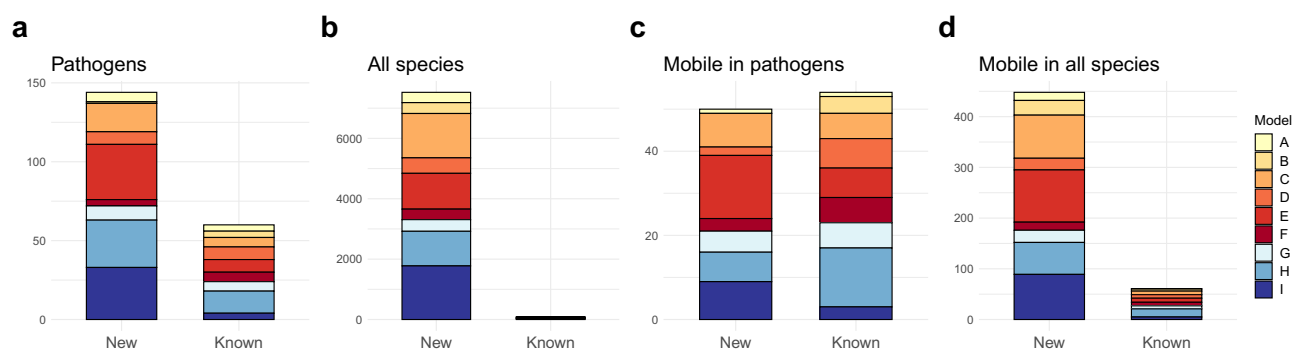 a
Pathogens
150
100
50
0
New
Known
b
All species
6000
4000
2000
0
New
Known
c
Mobile in pathogens
40
20
0
New
Known
d
Mobile in all species
400
300
200
100
0
New
Known
Model
A
B
C
D
E
F
G
H
I